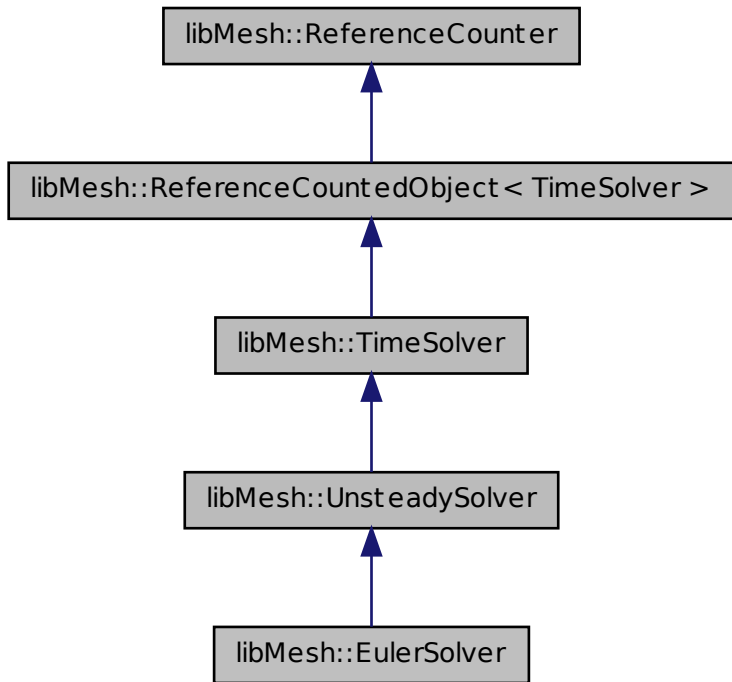 libMesh::ReferenceCounter
libMesh::ReferenceCountedObject< TimeSolver >
libMesh::TimeSolver
libMesh::UnsteadySolver
libMesh::EulerSolver